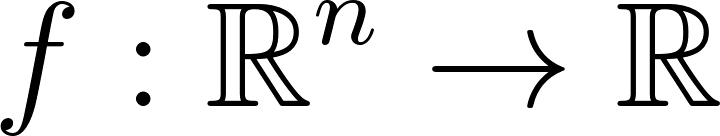 f : ℝⁿ → ℝ